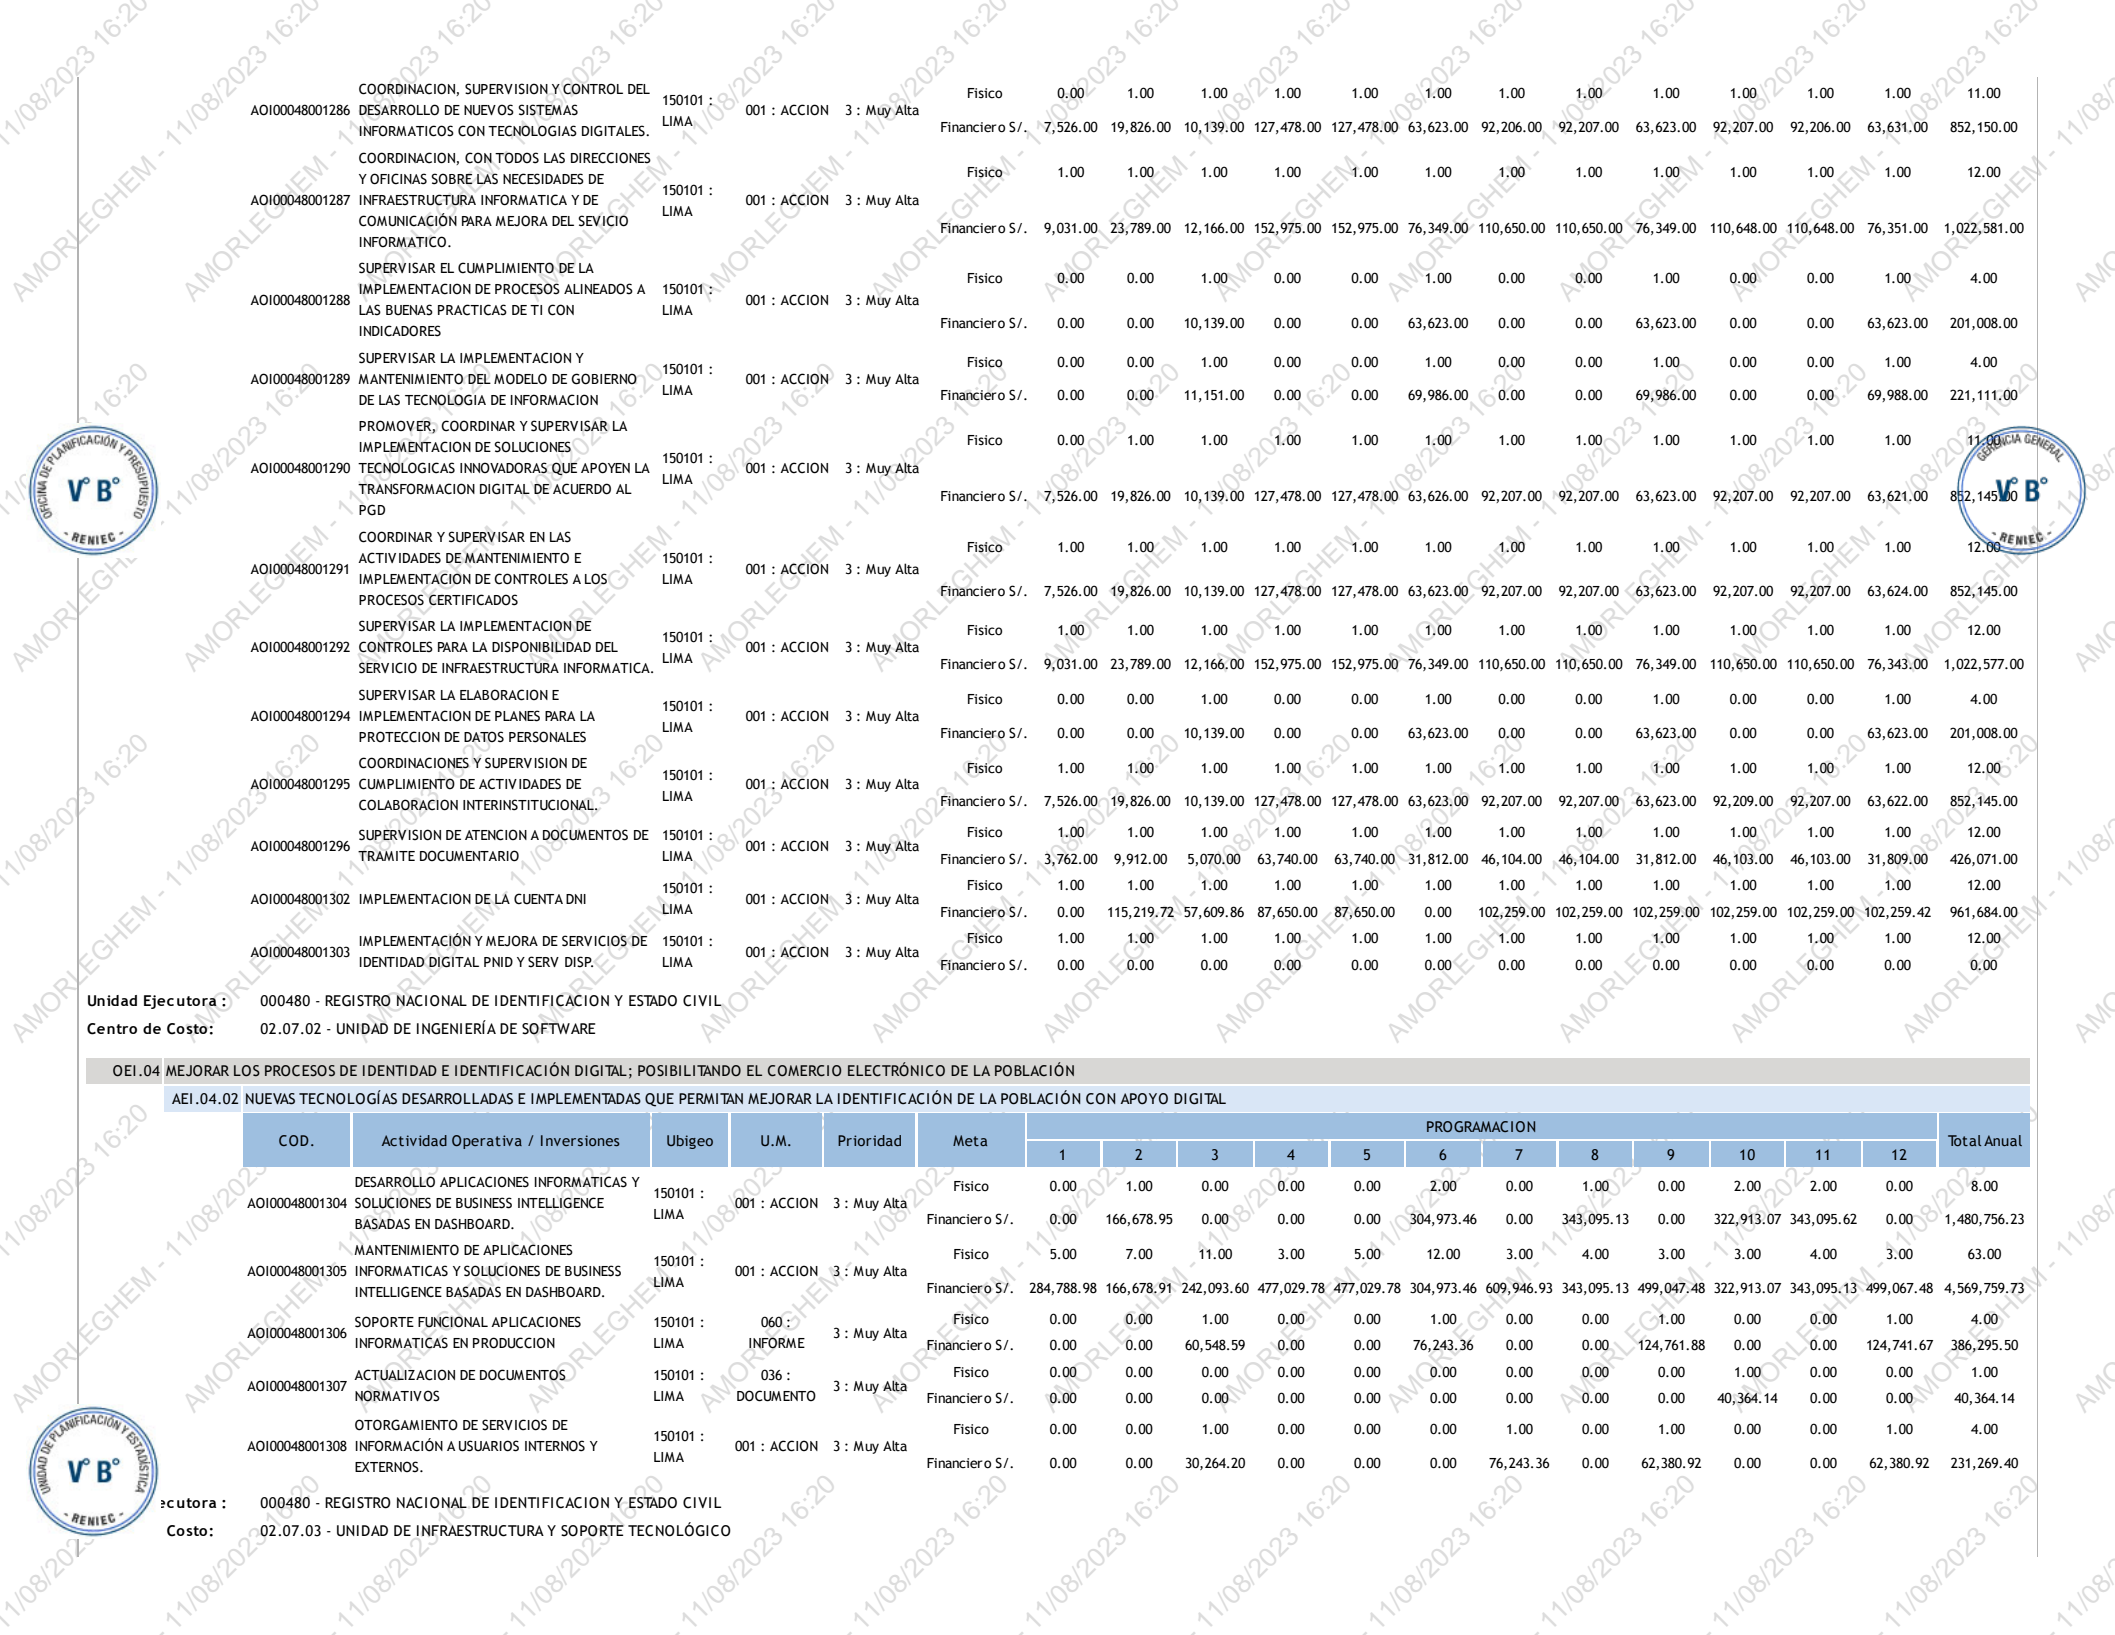 COORDINACION, SUPERVISION Y CONTROL DEL
AOI00048001286 DESARROLLO DE NUEVOS SISTEMAS
INFORMATICOS CON TECNOLOGIAS DIGITALES.
150101 :
LIMA
001 : ACCION 3 : Muy Alta
Fisico 0.00 1.00 1.00 1.00 1.00 1.00 1.00 1.00 1.00 1.00 1.00 1.00 11.00
Financiero S/. 7,526.00 19,826.00 10,139.00 127,478.00 127,478.00 63,623.00 92,206.00 92,207.00 63,623.00 92,207.00 92,206.00 63,631.00 852,150.00
COORDINACION, CON TODOS LAS DIRECCIONES
Y OFICINAS SOBRE LAS NECESIDADES DE
AOI00048001287 INFRAESTRUCTURA INFORMATICA Y DE
COMUNICACIÓN PARA MEJORA DEL SEVICIO
INFORMATICO.
150101 :
LIMA
001 : ACCION 3 : Muy Alta
Fisico 1.00 1.00 1.00 1.00 1.00 1.00 1.00 1.00 1.00 1.00 1.00 1.00 12.00
Financiero S/. 9,031.00 23,789.00 12,166.00 152,975.00 152,975.00 76,349.00 110,650.00 110,650.00 76,349.00 110,648.00 110,648.00 76,351.00 1,022,581.00
SUPERVISAR EL CUMPLIMIENTO DE LA
IMPLEMENTACION DE PROCESOS ALINEADOS A
AOI00048001288 LAS BUENAS PRACTICAS DE TI CON
INDICADORES
150101 :
LIMA
001 : ACCION 3 : Muy Alta
Fisico 0.00 0.00 1.00 0.00 0.00 1.00 0.00 0.00 1.00 0.00 0.00 1.00 4.00
Financiero S/. 0.00 0.00 10,139.00 0.00 0.00 63,623.00 0.00 0.00 63,623.00 0.00 0.00 63,623.00 201,008.00
SUPERVISAR LA IMPLEMENTACION Y
AOI00048001289 MANTENIMIENTO DEL MODELO DE GOBIERNO
DE LAS TECNOLOGIA DE INFORMACION
150101 :
LIMA
001 : ACCION 3 : Muy Alta
Fisico 0.00 0.00 1.00 0.00 0.00 1.00 0.00 0.00 1.00 0.00 0.00 1.00 4.00
Financiero S/. 0.00 0.00 11,151.00 0.00 0.00 69,986.00 0.00 0.00 69,986.00 0.00 0.00 69,988.00 221,111.00
PROMOVER, COORDINAR Y SUPERVISAR LA
IMPLEMENTACION DE SOLUCIONES
AOI00048001290 TECNOLOGICAS INNOVADORAS QUE APOYEN LA
TRANSFORMACION DIGITAL DE ACUERDO AL
PGD
150101 :
LIMA
001 : ACCION 3 : Muy Alta
Fisico 0.00 1.00 1.00 1.00 1.00 1.00 1.00 1.00 1.00 1.00 1.00 1.00 11.00
Financiero S/. 7,526.00 19,826.00 10,139.00 127,478.00 127,478.00 63,626.00 92,207.00 92,207.00 63,623.00 92,207.00 92,207.00 63,621.00 852,145.00
OFICINA DE PLANIFICACIÓN Y PRESUPUESTO
V° B°
- RENIEC -
GERENCIA GENERAL
V° B°
- RENIEC -
COORDINAR Y SUPERVISAR EN LAS
ACTIVIDADES DE MANTENIMIENTO E
AOI00048001291 IMPLEMENTACION DE CONTROLES A LOS
PROCESOS CERTIFICADOS
150101 :
LIMA
001 : ACCION 3 : Muy Alta
Fisico 1.00 1.00 1.00 1.00 1.00 1.00 1.00 1.00 1.00 1.00 1.00 1.00 12.00
Financiero S/. 7,526.00 19,826.00 10,139.00 127,478.00 127,478.00 63,623.00 92,207.00 92,207.00 63,623.00 92,207.00 92,207.00 63,624.00 852,145.00
SUPERVISAR LA IMPLEMENTACION DE
AOI00048001292 CONTROLES PARA LA DISPONIBILIDAD DEL
SERVICIO DE INFRAESTRUCTURA INFORMATICA.
150101 :
LIMA
001 : ACCION 3 : Muy Alta
Fisico 1.00 1.00 1.00 1.00 1.00 1.00 1.00 1.00 1.00 1.00 1.00 1.00 12.00
Financiero S/. 9,031.00 23,789.00 12,166.00 152,975.00 152,975.00 76,349.00 110,650.00 110,650.00 76,349.00 110,650.00 110,650.00 76,343.00 1,022,577.00
SUPERVISAR LA ELABORACION E
AOI00048001294 IMPLEMENTACION DE PLANES PARA LA
PROTECCION DE DATOS PERSONALES
150101 :
LIMA
001 : ACCION 3 : Muy Alta
Fisico 0.00 0.00 1.00 0.00 0.00 1.00 0.00 0.00 1.00 0.00 0.00 1.00 4.00
Financiero S/. 0.00 0.00 10,139.00 0.00 0.00 63,623.00 0.00 0.00 63,623.00 0.00 0.00 63,623.00 201,008.00
COORDINACIONES Y SUPERVISION DE
AOI00048001295 CUMPLIMIENTO DE ACTIVIDADES DE
COLABORACION INTERINSTITUCIONAL.
150101 :
LIMA
001 : ACCION 3 : Muy Alta
Fisico 1.00 1.00 1.00 1.00 1.00 1.00 1.00 1.00 1.00 1.00 1.00 1.00 12.00
Financiero S/. 7,526.00 19,826.00 10,139.00 127,478.00 127,478.00 63,623.00 92,207.00 92,207.00 63,623.00 92,209.00 92,207.00 63,622.00 852,145.00
AOI00048001296 SUPERVISION DE ATENCION A DOCUMENTOS DE
TRAMITE DOCUMENTARIO
150101 :
LIMA
001 : ACCION 3 : Muy Alta
Fisico 1.00 1.00 1.00 1.00 1.00 1.00 1.00 1.00 1.00 1.00 1.00 1.00 12.00
Financiero S/. 3,762.00 9,912.00 5,070.00 63,740.00 63,740.00 31,812.00 46,104.00 46,104.00 31,812.00 46,103.00 46,103.00 31,809.00 426,071.00
AOI00048001302 IMPLEMENTACION DE LA CUENTA DNI
150101 :
LIMA
001 : ACCION 3 : Muy Alta
Fisico 1.00 1.00 1.00 1.00 1.00 1.00 1.00 1.00 1.00 1.00 1.00 1.00 12.00
Financiero S/. 0.00 115,219.72 57,609.86 87,650.00 87,650.00 0.00 102,259.00 102,259.00 102,259.00 102,259.00 102,259.00 102,259.42 961,684.00
AOI00048001303 IMPLEMENTACIÓN Y MEJORA DE SERVICIOS DE
IDENTIDAD DIGITAL PNID Y SERV DISP.
150101 :
LIMA
001 : ACCION 3 : Muy Alta
Fisico 1.00 1.00 1.00 1.00 1.00 1.00 1.00 1.00 1.00 1.00 1.00 1.00 12.00
Financiero S/. 0.00 0.00 0.00 0.00 0.00 0.00 0.00 0.00 0.00 0.00 0.00 0.00 0.00
Unidad Ejecutora : 000480 - REGISTRO NACIONAL DE IDENTIFICACION Y ESTADO CIVIL
Centro de Costo: 02.07.02 - UNIDAD DE INGENIERÍA DE SOFTWARE
OEI.04 MEJORAR LOS PROCESOS DE IDENTIDAD E IDENTIFICACIÓN DIGITAL; POSIBILITANDO EL COMERCIO ELECTRÓNICO DE LA POBLACIÓN
AEI.04.02 NUEVAS TECNOLOGÍAS DESARROLLADAS E IMPLEMENTADAS QUE PERMITAN MEJORAR LA IDENTIFICACIÓN DE LA POBLACIÓN CON APOYO DIGITAL
COD. Actividad Operativa / Inversiones Ubigeo U.M. Prioridad Meta PROGRAMACION Total Anual
1 2 3 4 5 6 7 8 9 10 11 12
DESARROLLO APLICACIONES INFORMATICAS Y
AOI00048001304 SOLUCIONES DE BUSINESS INTELLIGENCE
BASADAS EN DASHBOARD.
150101 :
LIMA
001 : ACCION 3 : Muy Alta
Fisico 0.00 1.00 0.00 0.00 0.00 2.00 0.00 1.00 0.00 2.00 2.00 0.00 8.00
Financiero S/. 0.00 166,678.95 0.00 0.00 0.00 304,973.46 0.00 343,095.13 0.00 322,913.07 343,095.62 0.00 1,480,756.23
MANTENIMIENTO DE APLICACIONES
AOI00048001305 INFORMATICAS Y SOLUCIONES DE BUSINESS
INTELLIGENCE BASADAS EN DASHBOARD.
150101 :
LIMA
001 : ACCION 3 : Muy Alta
Fisico 5.00 7.00 11.00 3.00 5.00 12.00 3.00 4.00 3.00 3.00 4.00 3.00 63.00
Financiero S/. 284,788.98 166,678.91 242,093.60 477,029.78 477,029.78 304,973.46 609,946.93 343,095.13 499,047.48 322,913.07 343,095.13 499,067.48 4,569,759.73
AOI00048001306 SOPORTE FUNCIONAL APLICACIONES
INFORMATICAS EN PRODUCCION
150101 :
LIMA
060 :
INFORME
3 : Muy Alta
Fisico 0.00 0.00 1.00 0.00 0.00 1.00 0.00 0.00 1.00 0.00 0.00 1.00 4.00
Financiero S/. 0.00 0.00 60,548.59 0.00 0.00 76,243.36 0.00 0.00 124,761.88 0.00 0.00 124,741.67 386,295.50
AOI00048001307 ACTUALIZACION DE DOCUMENTOS
NORMATIVOS
150101 :
LIMA
036 :
DOCUMENTO
3 : Muy Alta
Fisico 0.00 0.00 0.00 0.00 0.00 0.00 0.00 0.00 0.00 1.00 0.00 0.00 1.00
Financiero S/. 0.00 0.00 0.00 0.00 0.00 0.00 0.00 0.00 0.00 40,364.14 0.00 0.00 40,364.14
OTORGAMIENTO DE SERVICIOS DE
AOI00048001308 INFORMACIÓN A USUARIOS INTERNOS Y
EXTERNOS.
150101 :
LIMA
001 : ACCION 3 : Muy Alta
Fisico 0.00 0.00 1.00 0.00 0.00 0.00 1.00 0.00 1.00 0.00 0.00 1.00 4.00
Financiero S/. 0.00 0.00 30,264.20 0.00 0.00 0.00 76,243.36 0.00 62,380.92 0.00 0.00 62,380.92 231,269.40
UNIDAD DE PLANIFICACIÓN Y ESTADÍSTICA
V° B°
- RENIEC -
ecutora : 000480 - REGISTRO NACIONAL DE IDENTIFICACION Y ESTADO CIVIL
Costo: 02.07.03 - UNIDAD DE INFRAESTRUCTURA Y SOPORTE TECNOLÓGICO
AMORLEGHEM - 11/08/2023 16:20